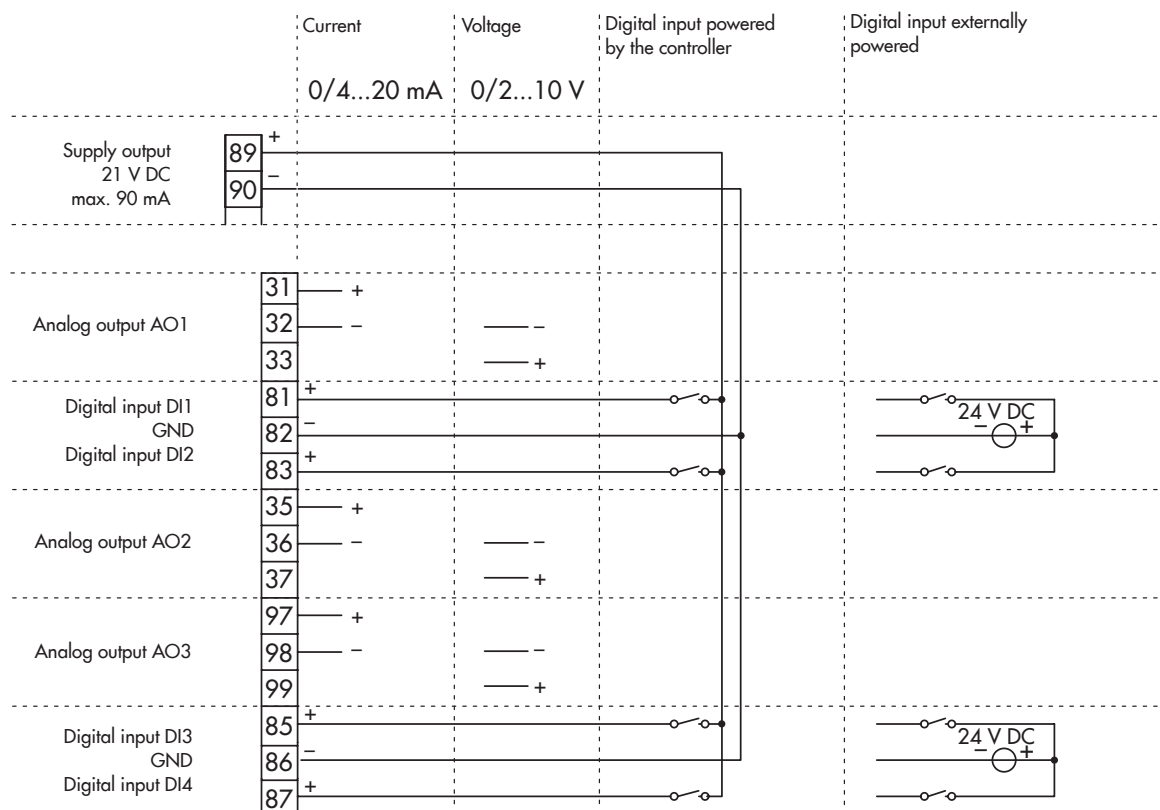 Current
Voltage
Digital input powered
by the controller
Digital input externally
powered
0/4...20 mA
0/2...10 V
Supply output
21 V DC
max. 90 mA
89 +
90 –
31 +
Analog output AO1
32 – –
33 +
Digital input DI1
81 +
24 V DC
GND
82 –
– +
Digital input DI2
83 +
35 +
Analog output AO2
36 – –
37 +
97 +
Analog output AO3
98 – –
99 +
85 +
Digital input DI3
24 V DC
GND
86 –
– +
Digital input DI4
87 +